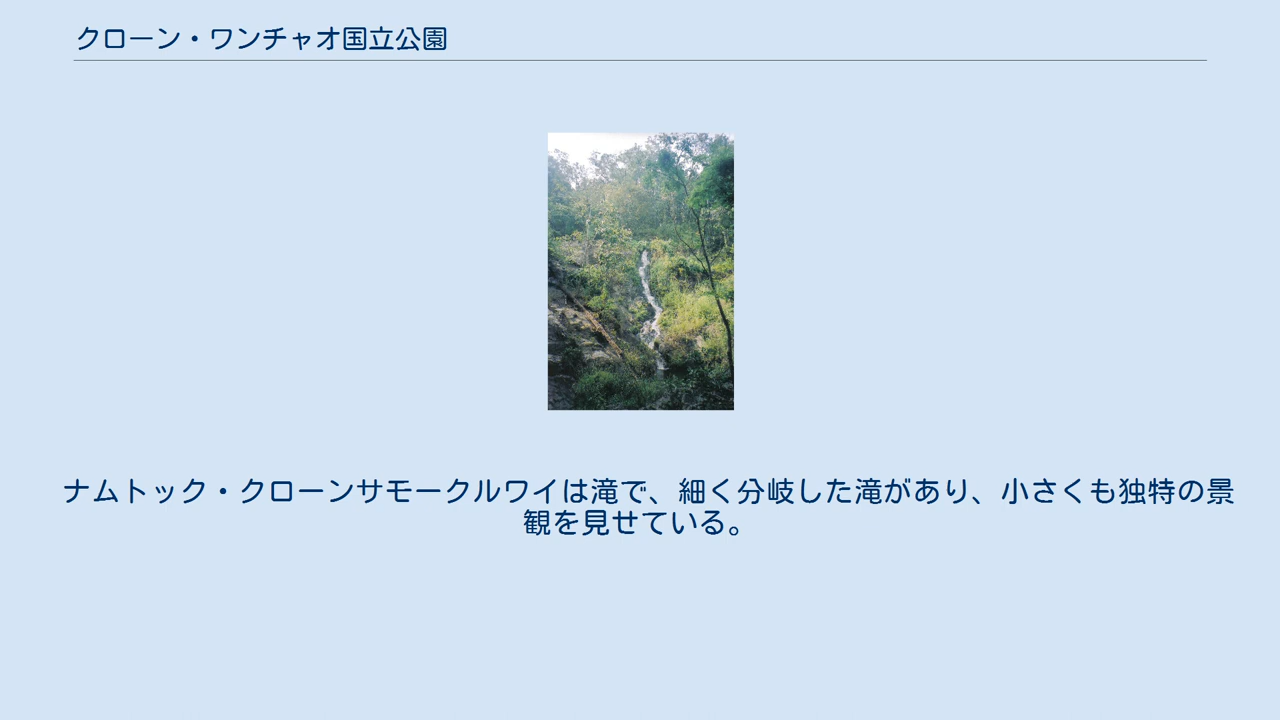 クローン・ワンチャオ国立公園
ナムトック・クローンサモークルワイは滝で、細く分岐した滝があり、小さくも独特の景
観を見せている。